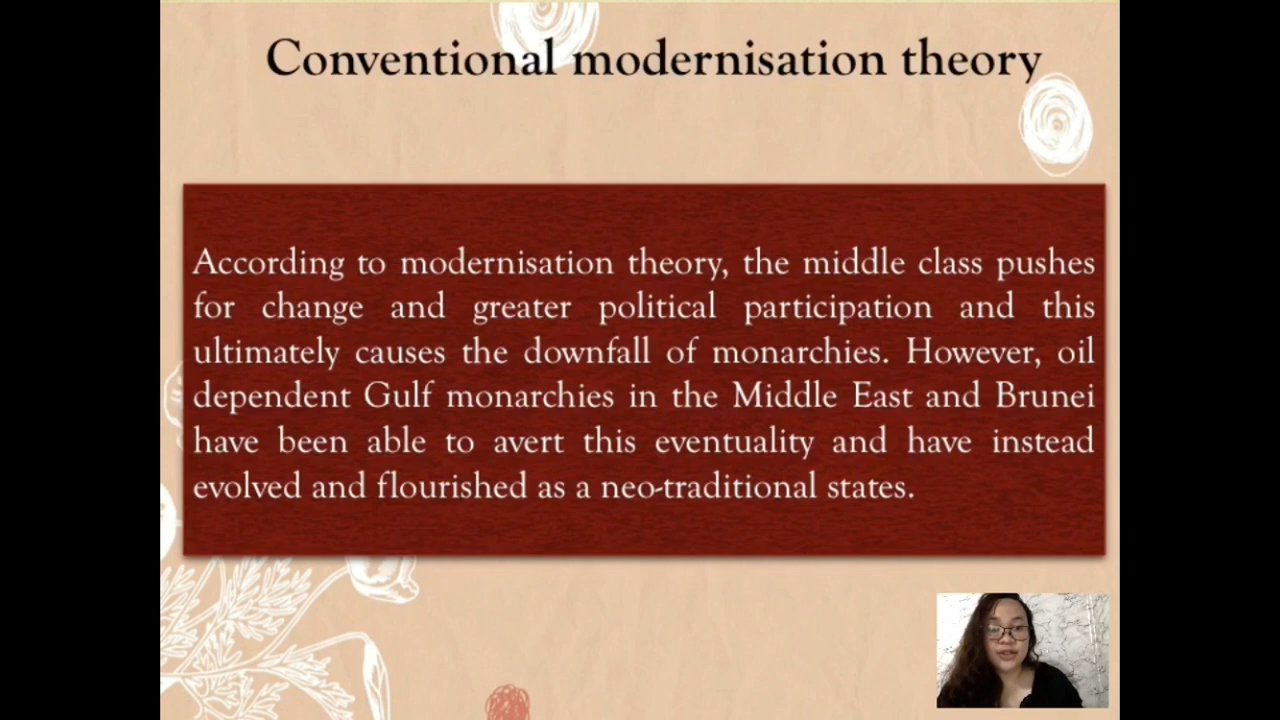 Conventional modernisation theory
According to modernisation theory, the middle class pushes
for change and greater political participation and this
ultimately causes the downfall of monarchies. However, oil
dependent Gulf monarchies in the Middle East and Brunei
have been able to avert this eventuality and have instead
evolved and flourished as a neo-traditional states.